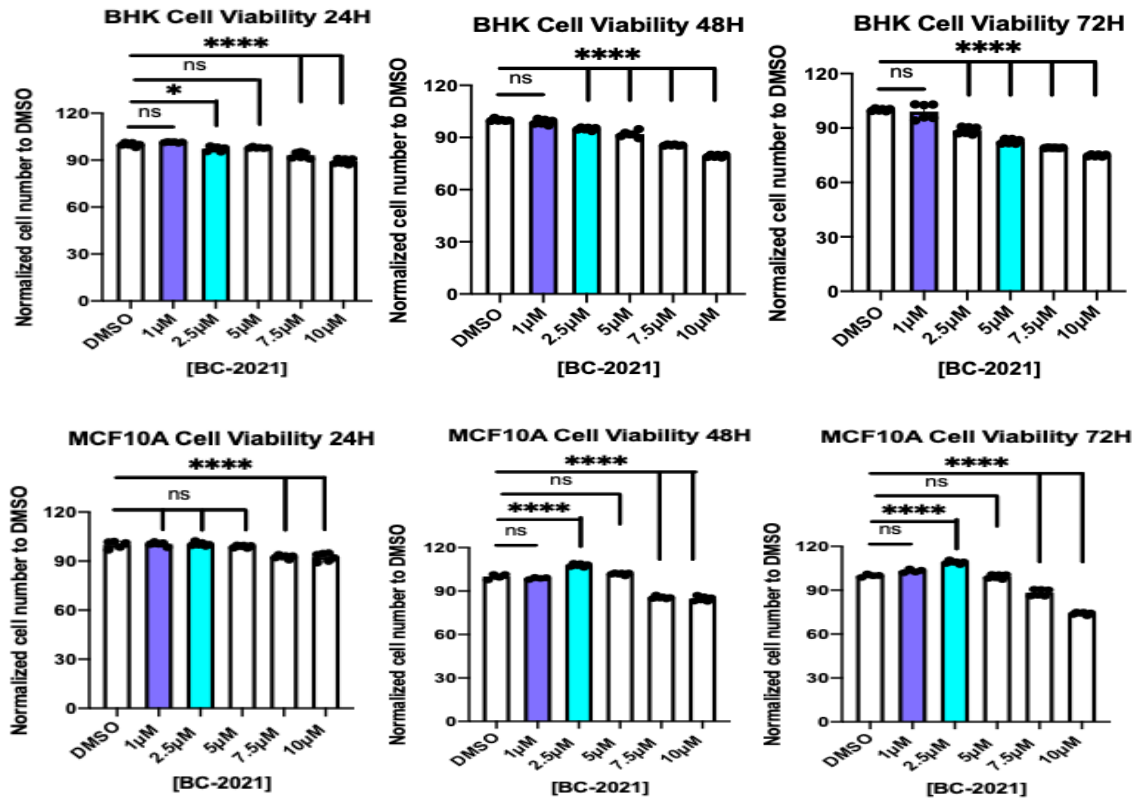 BHK Cell Viability 24H
****
ns
*
ns
Normalized cell number to DMSO
120
90
60
30
0
DMSO
1µM
2.5µM
5µM
7.5µM
10µM
[BC-2021]
BHK Cell Viability 48H
****
ns
Normalized cell number to DMSO
120
90
60
30
0
DMSO
1µM
2.5µM
5µM
7.5µM
10µM
[BC-2021]
BHK Cell Viability 72H
****
ns
Normalized cell number to DMSO
120
90
60
30
0
DMSO
1µM
2.5µM
5µM
7.5µM
10µM
[BC-2021]
MCF10A Cell Viability 24H
****
ns
Normalized cell number to DMSO
120
90
60
30
0
DMSO
1µM
2.5µM
5µM
7.5µM
10µM
[BC-2021]
MCF10A Cell Viability 48H
****
ns
****
ns
Normalized cell number to DMSO
120
90
60
30
0
DMSO
1µM
2.5µM
5µM
7.5µM
10µM
[BC-2021]
MCF10A Cell Viability 72H
****
ns
****
ns
Normalized cell number to DMSO
120
90
60
30
0
DMSO
1µM
2.5µM
5µM
7.5µM
10µM
[BC-2021]